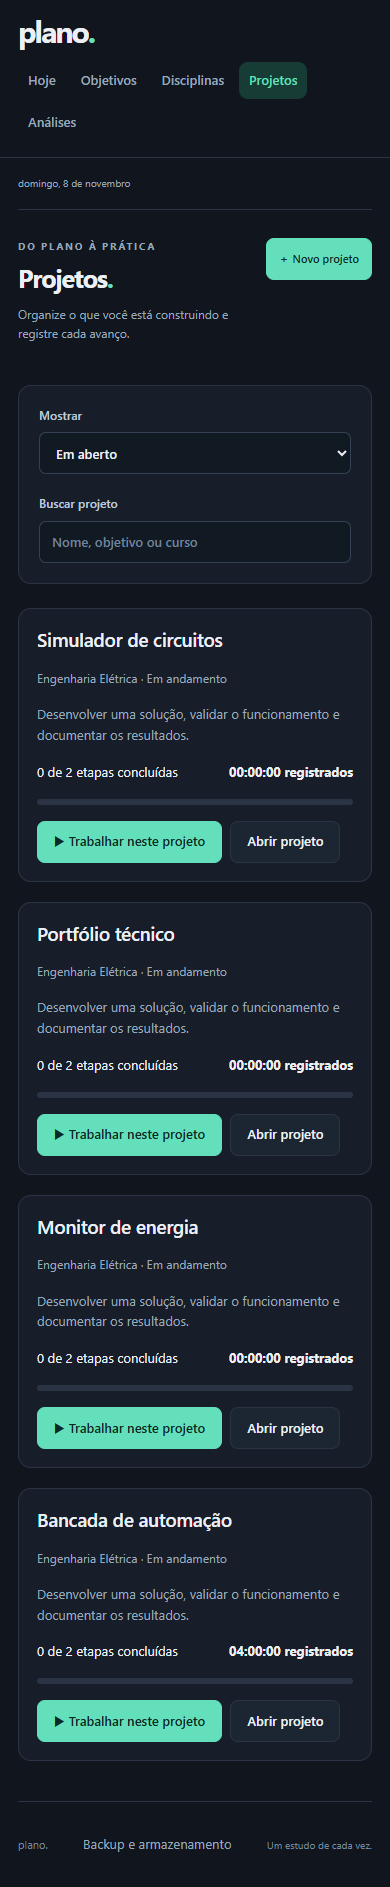 plano.
Hoje Objetivos Disciplinas Projetos
Análises
domingo, 8 de novembro
DO PLANO À PRÁTICA
+ Novo projeto
Projetos.
Organize o que você está construindo e
registre cada avanço.
Mostrar
Em aberto
Buscar projeto
Nome, objetivo ou curso
Simulador de circuitos
Engenharia Elétrica · Em andamento
Desenvolver uma solução, validar o funcionamento e
documentar os resultados.
0 de 2 etapas concluídas 00:00:00 registrados
▶ Trabalhar neste projeto Abrir projeto
Portfólio técnico
Engenharia Elétrica · Em andamento
Desenvolver uma solução, validar o funcionamento e
documentar os resultados.
0 de 2 etapas concluídas 00:00:00 registrados
▶ Trabalhar neste projeto Abrir projeto
Monitor de energia
Engenharia Elétrica · Em andamento
Desenvolver uma solução, validar o funcionamento e
documentar os resultados.
0 de 2 etapas concluídas 00:00:00 registrados
▶ Trabalhar neste projeto Abrir projeto
Bancada de automação
Engenharia Elétrica · Em andamento
Desenvolver uma solução, validar o funcionamento e
documentar os resultados.
0 de 2 etapas concluídas 04:00:00 registrados
▶ Trabalhar neste projeto Abrir projeto
plano. Backup e armazenamento Um estudo de cada vez.